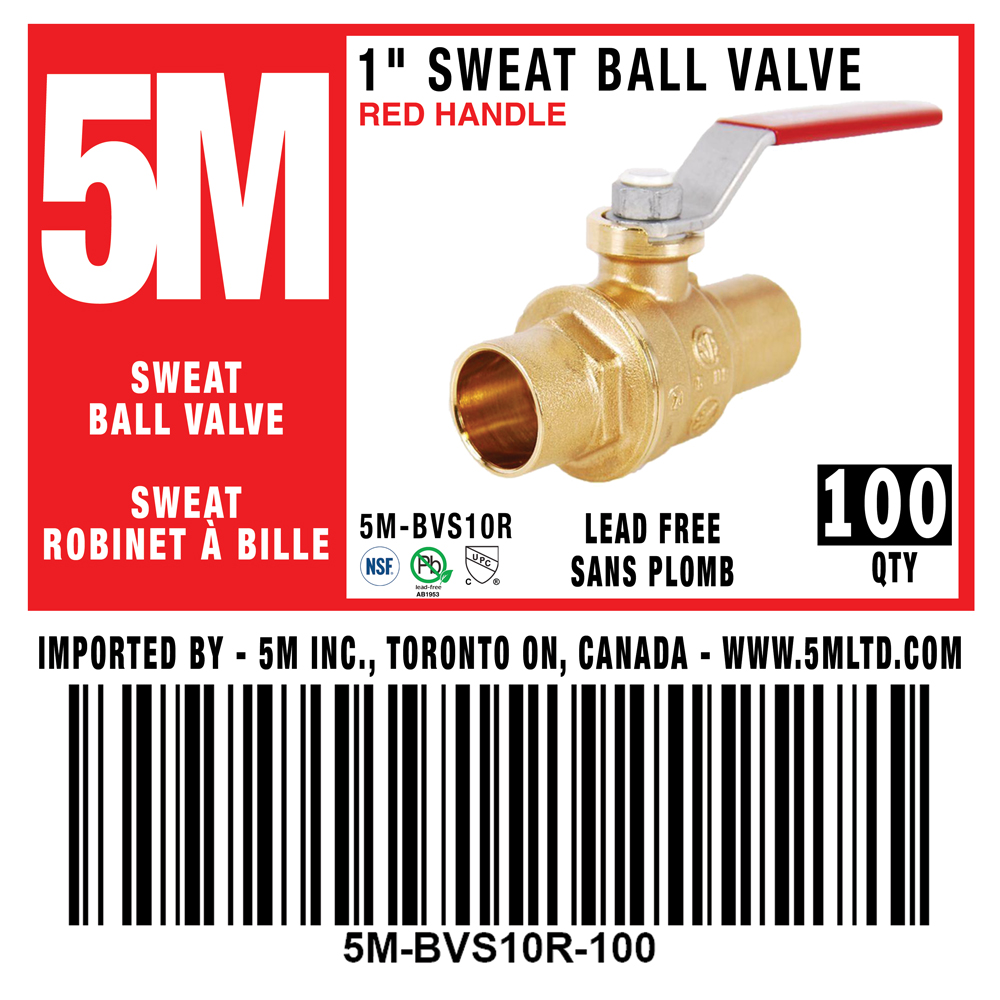 5M
1" SWEAT BALL VALVE
RED HANDLE
SWEAT
BALL VALVE
SWEAT
ROBINET À BILLE
5M-BVS10R
NSF.
Pb
lead-free
AB1953
UPC
C ®
LEAD FREE
SANS PLOMB
100
QTY
IMPORTED BY - 5M INC., TORONTO ON, CANADA - WWW.5MLTD.COM
5M-BVS10R-100